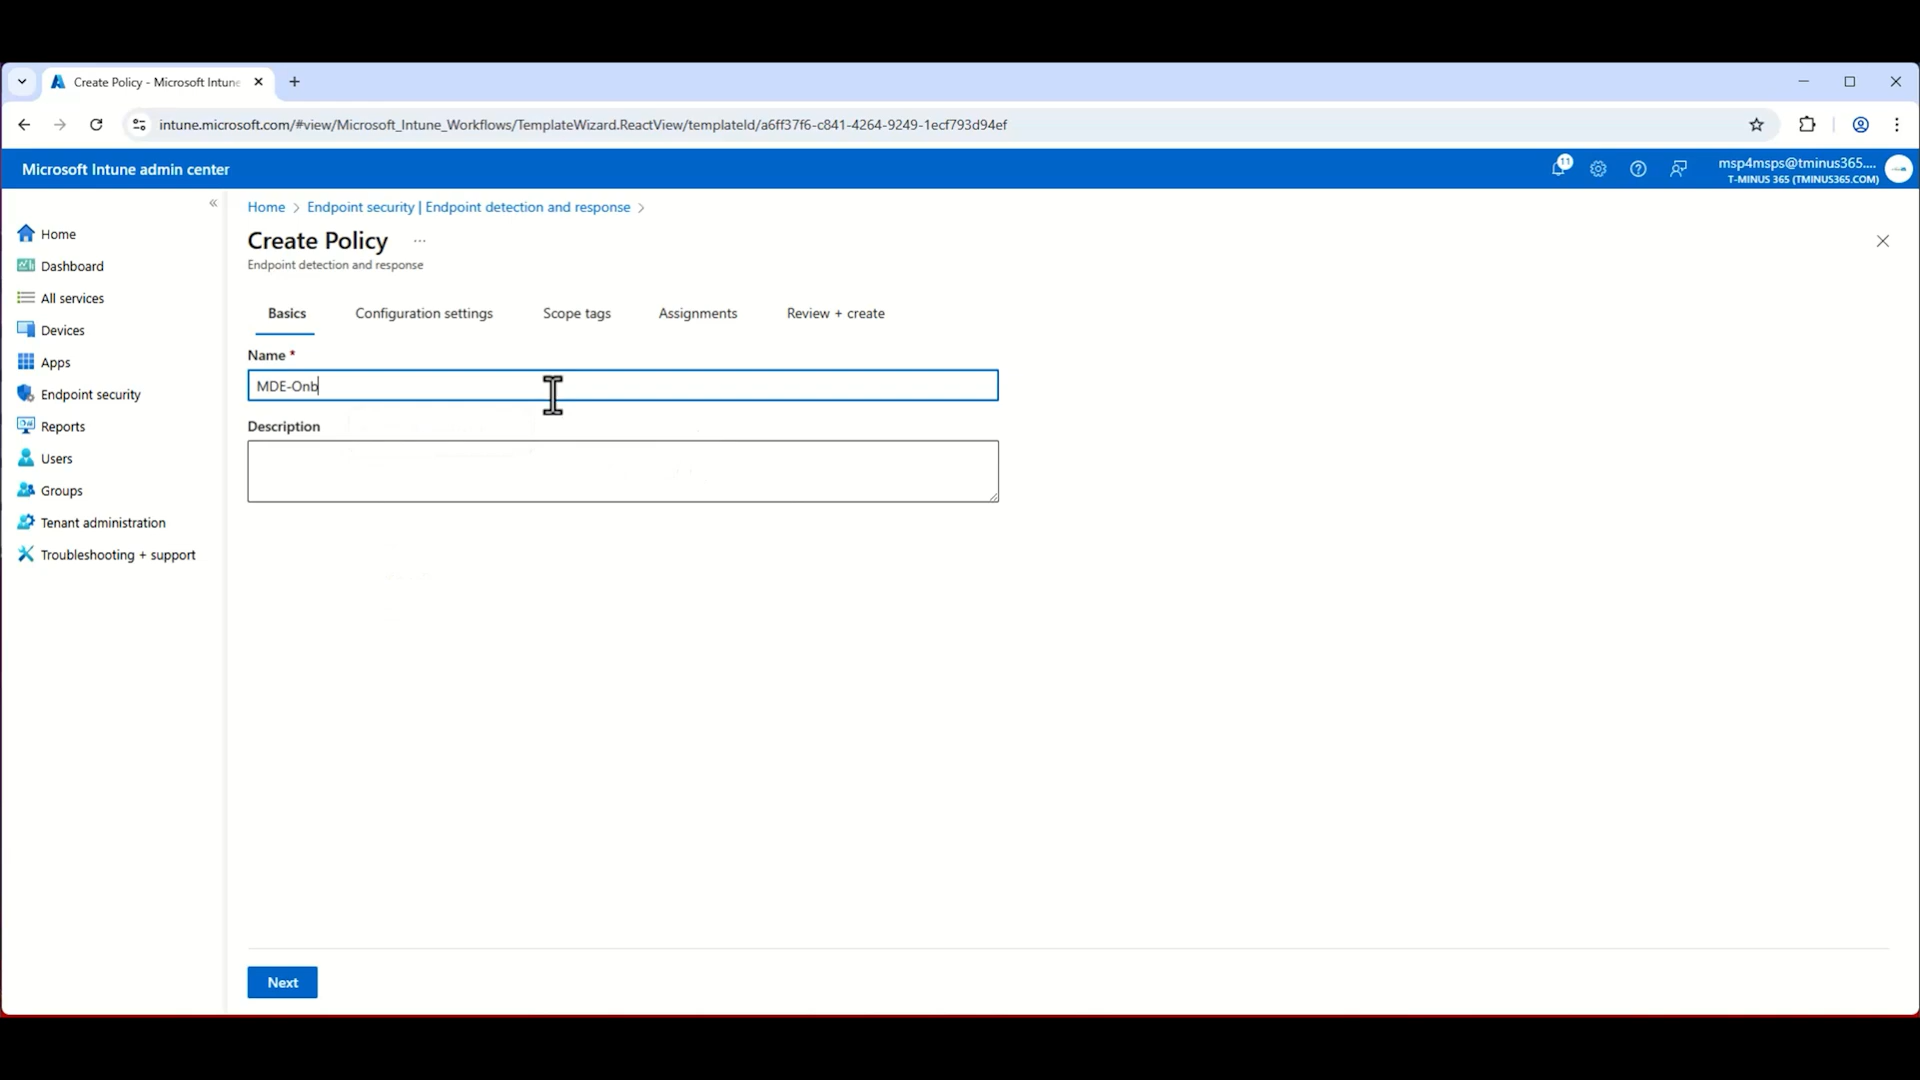 Create Policy - Microsoft Intune
intune.microsoft.com/#view/Microsoft_Intune_Workflows/TemplateWizard.ReactView/templateId/a6ff37f6-c841-4264-9249-1ecf793d94ef
Microsoft Intune admin center
11
msp4msps@tminus365....
T-MINUS 365 (TMINUS365.COM)
Home
Dashboard
All services
Devices
Apps
Endpoint security
Reports
Users
Groups
Tenant administration
Troubleshooting + support
Home > Endpoint security | Endpoint detection and response >
Create Policy ...
Endpoint detection and response
Basics Configuration settings Scope tags Assignments Review + create
Name *
MDE-Onb
Description
Next